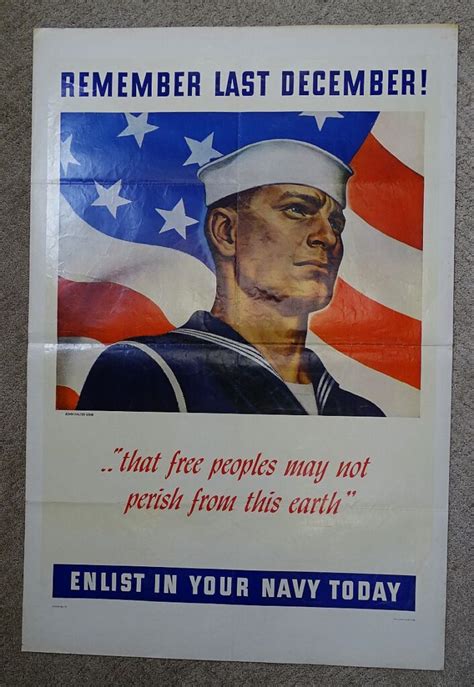 REMEMBER LAST DECEMBER!
.."that free peoples may not
perish from this earth"
ENLIST IN YOUR NAVY TODAY